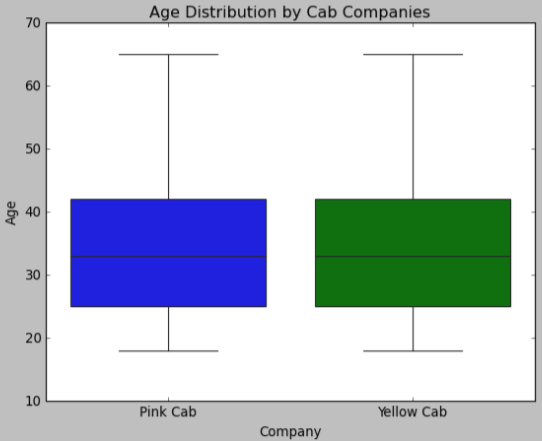 Age Distribution by Cab Companies
70
60
50
40
30
20
10
Age
Pink Cab
Yellow Cab
Company